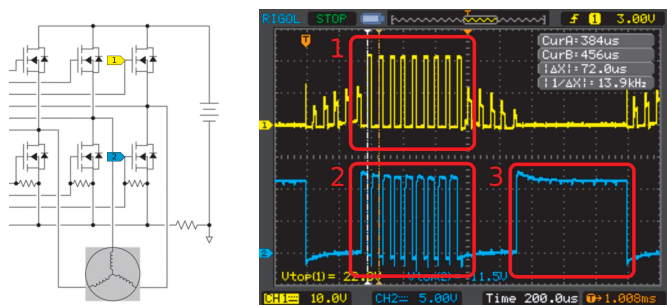 RIGOL STOP T ƒ 1 3.00V
1
CurA:384us
CurB:456us
|ΔX|:72.0us
|1/ΔX|:13.9kHz
1
1
2
2
3
2
Vtop(1)= 22.
CH1 10.0V CH2 5.00V Time 200.0us T→1.008ms